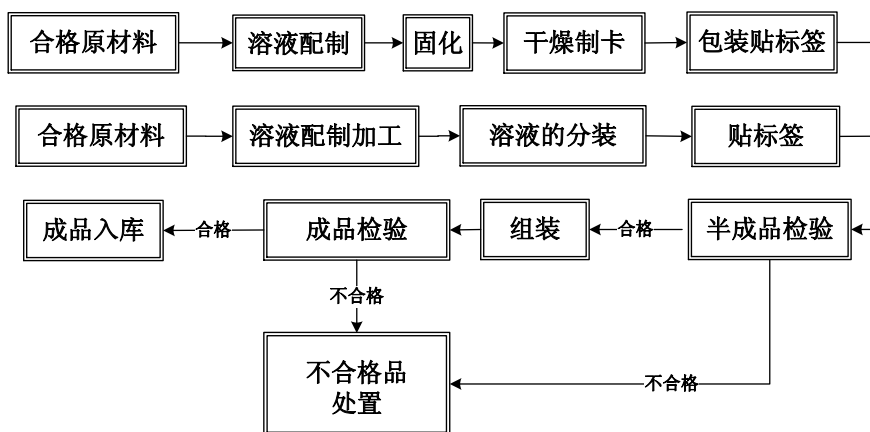 合格原材料
溶液配制
固化
干燥制卡
包装贴标签
合格原材料
溶液配制加工
溶液的分装
贴标签
成品入库
合格
成品检验
组装
合格
半成品检验
不合格
不合格品
处置
不合格